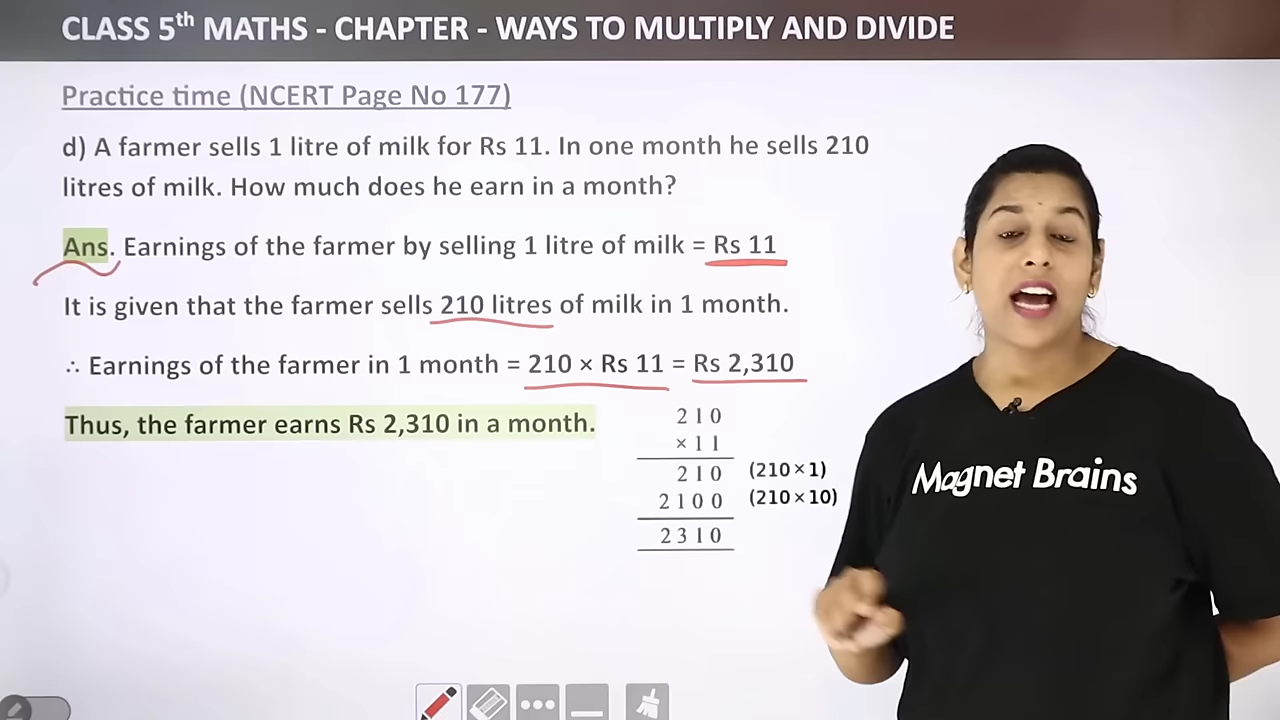 CLASS 5th MATHS - CHAPTER - WAYS TO MULTIPLY AND DIVIDE
Practice time (NCERT Page No 177)
d) A farmer sells 1 litre of milk for Rs 11. In one month he sells 210
litres of milk. How much does he earn in a month?
Ans. Earnings of the farmer by selling 1 litre of milk = Rs 11
It is given that the farmer sells 210 litres of milk in 1 month.
∴ Earnings of the farmer in 1 month = 210 × Rs 11 = Rs 2,310
Thus, the farmer earns Rs 2,310 in a month.
210
×11
210 (210×1)
2100 (210×10)
2310
Magnet Brains